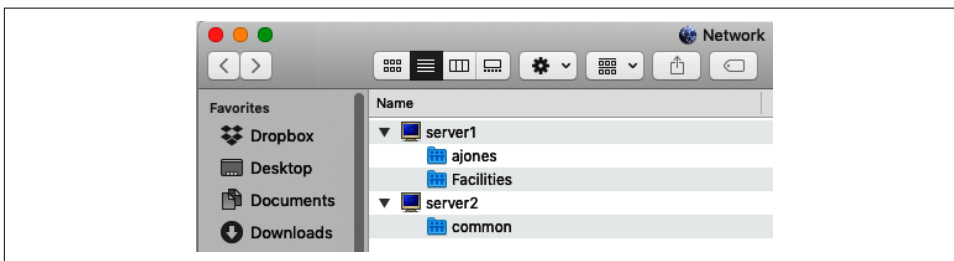 Network
Favorites
Dropbox
Desktop
Documents
Downloads
Name
server1
ajones
Facilities
server2
common